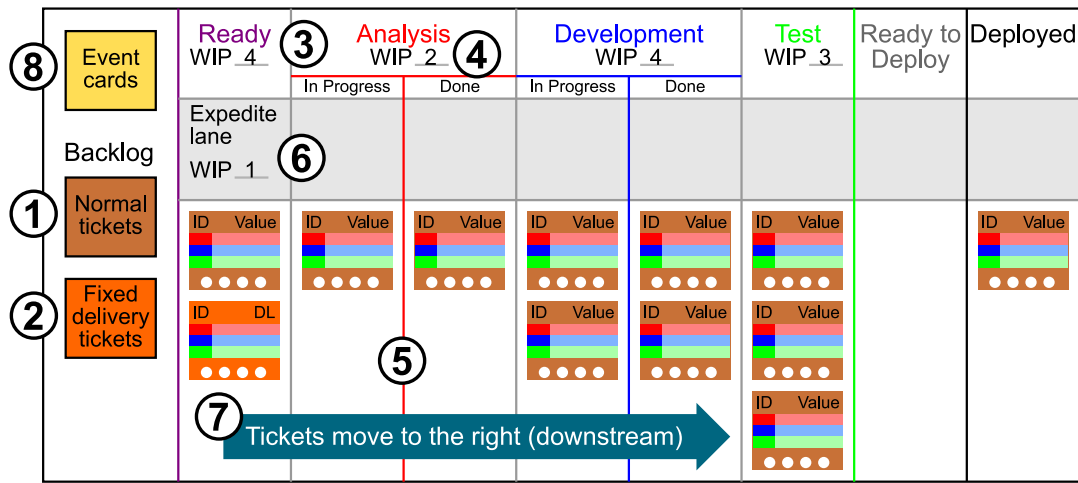 8
Event
cards
Backlog
1
Normal
tickets
2
Fixed
delivery
tickets
Ready
WIP 4
3
Analysis
WIP 2
4
In Progress
Done
Development
WIP 4
In Progress
Done
Test
WIP 3
Ready to
Deploy
Deployed
Expedite
lane
WIP 1
6
ID Value
ID Value
ID Value
ID Value
ID Value
ID Value
ID Value
ID DL
ID Value
ID Value
ID Value
5
ID Value
7
Tickets move to the right (downstream)